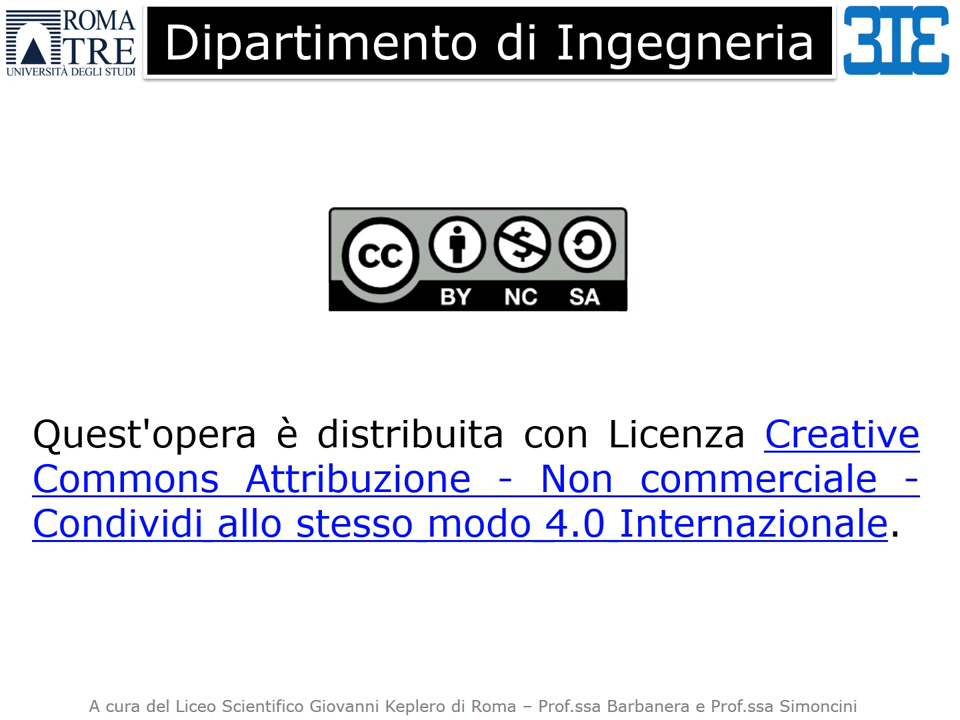 ROMA
TRE
UNIVERSITÀ DEGLI STUDI
Dipartimento di Ingegneria
3IE
cc
BY NC SA
Quest'opera è distribuita con Licenza Creative
Commons Attribuzione - Non commerciale -
Condividi allo stesso modo 4.0 Internazionale.
A cura del Liceo Scientifico Giovanni Keplero di Roma – Prof.ssa Barbanera e Prof.ssa Simoncini